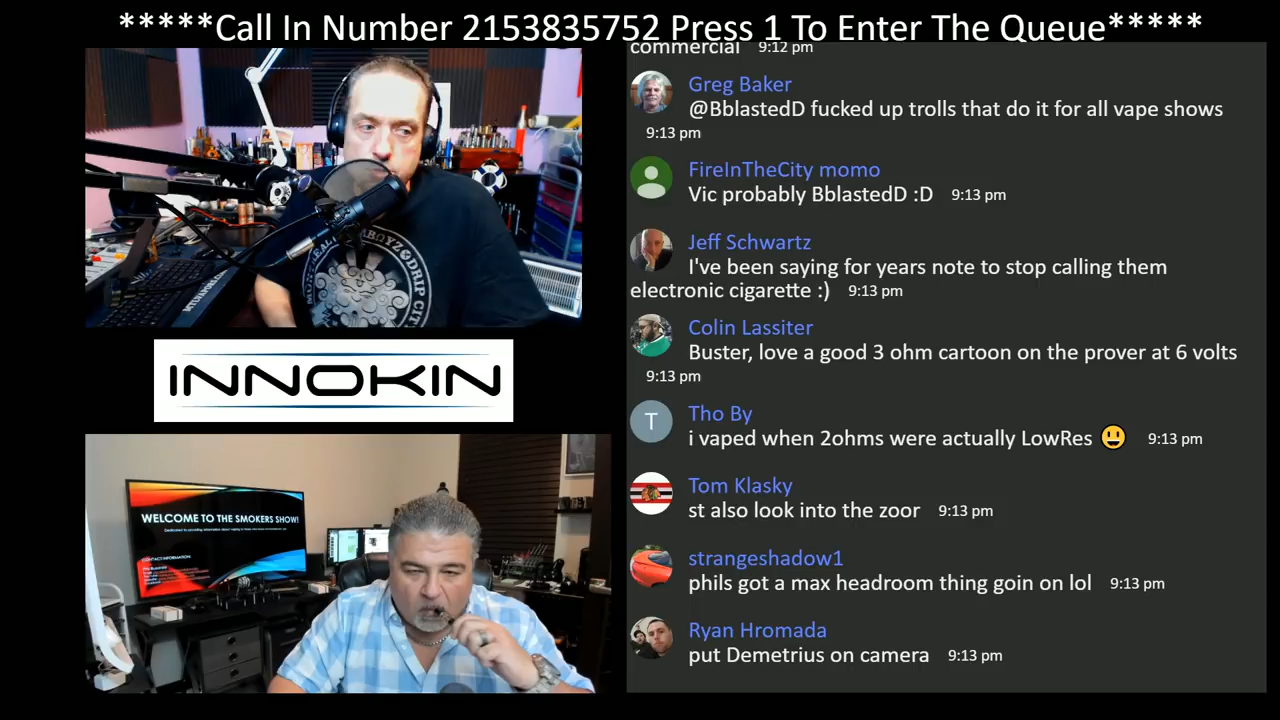 *****Call In Number 2153835752 Press 1 To Enter The Queue*****
commercial 9:12 pm
Greg Baker
@BblastedD fucked up trolls that do it for all vape shows
9:13 pm
FireInTheCity momo
Vic probably BblastedD :D 9:13 pm
Jeff Schwartz
I've been saying for years note to stop calling them
electronic cigarette :) 9:13 pm
Colin Lassiter
Buster, love a good 3 ohm cartoon on the prover at 6 volts
9:13 pm
T
Tho By
i vaped when 2ohms were actually LowRes 😃 9:13 pm
Tom Klasky
st also look into the zoor 9:13 pm
strangeshadow1
phils got a max headroom thing goin on lol 9:13 pm
Ryan Hromada
put Demetrius on camera 9:13 pm
INNOKIN
WELCOME TO THE SMOKERS SHOW!
CONTACT INFORMATION